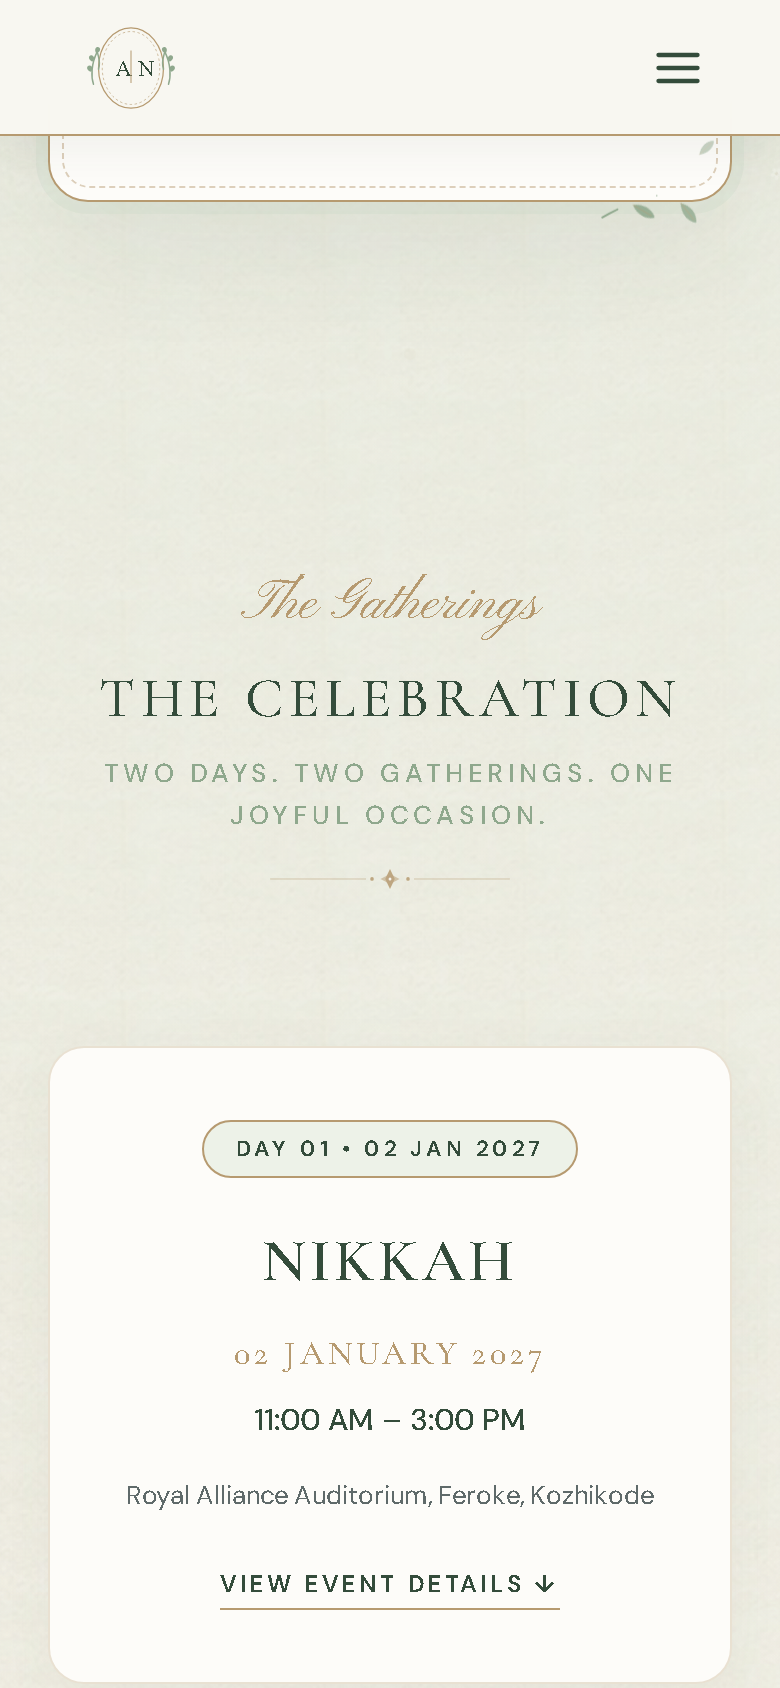 A N
The Gatherings
THE CELEBRATION
TWO DAYS. TWO GATHERINGS. ONE
JOYFUL OCCASION.
DAY 01 • 02 JAN 2027
NIKKAH
02 JANUARY 2027
11:00 AM – 3:00 PM
Royal Alliance Auditorium, Feroke, Kozhikode
VIEW EVENT DETAILS ↓